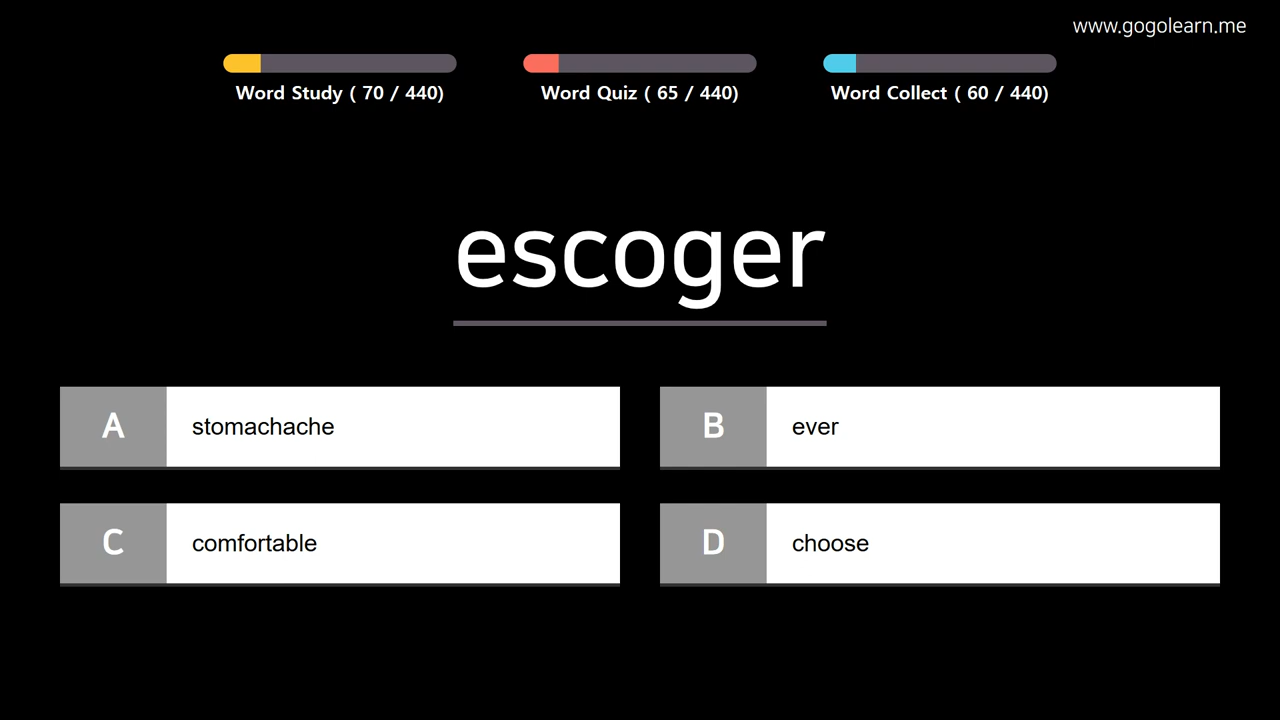 www.gogolearn.me
Word Study ( 70 / 440)
Word Quiz ( 65 / 440)
Word Collect ( 60 / 440)
escoger
A stomachache
B ever
C comfortable
D choose